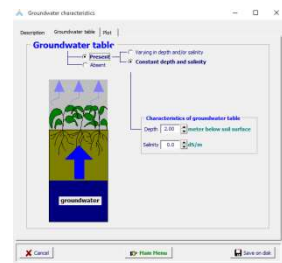 Groundwater characteristics
Description Groundwater table Plot
Groundwater table
Present
Absent
Varying in depth and/or salinity
Constant depth and salinity
Characteristics of groundwater table
Depth 2.00 meter below soil surface
Salinity 0.0 dS/m
groundwater
Cancel Main Menu Save on disk